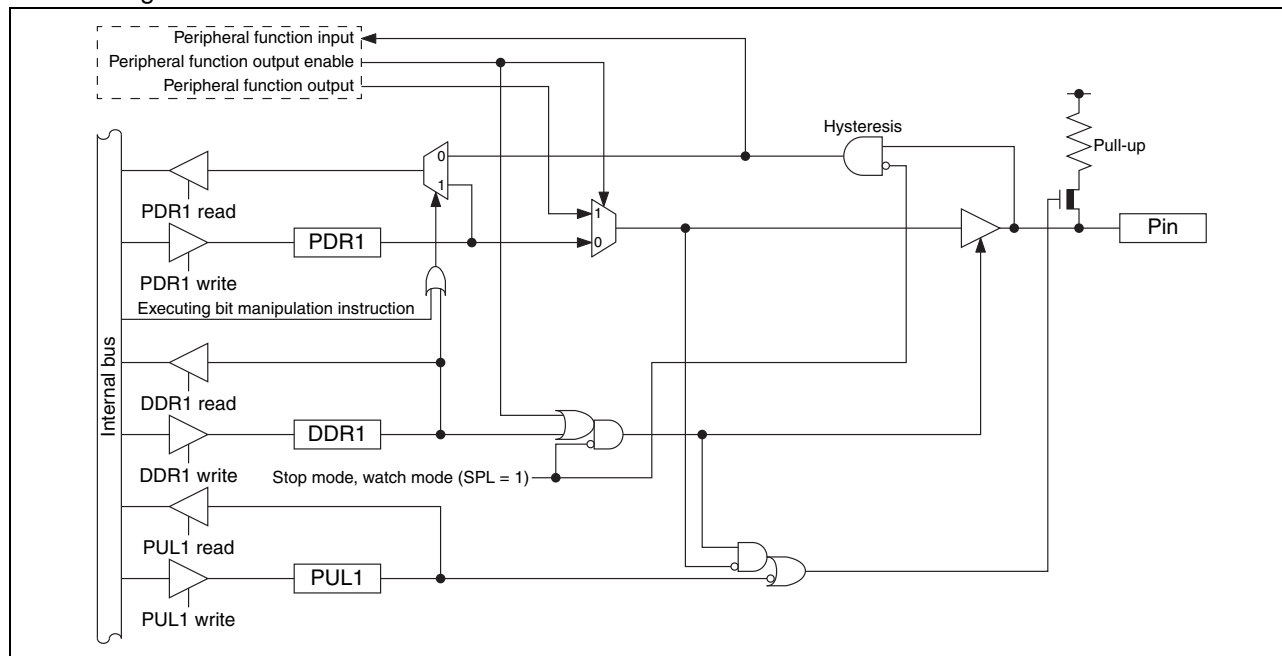 Peripheral function input
Peripheral function output enable
Peripheral function output
Hysteresis
Pull-up
0
1
PDR1 read
1
0
PDR1
Pin
PDR1 write
Executing bit manipulation instruction
Internal bus
DDR1 read
DDR1
DDR1 write
Stop mode, watch mode (SPL = 1)
PUL1 read
PUL1
PUL1 write